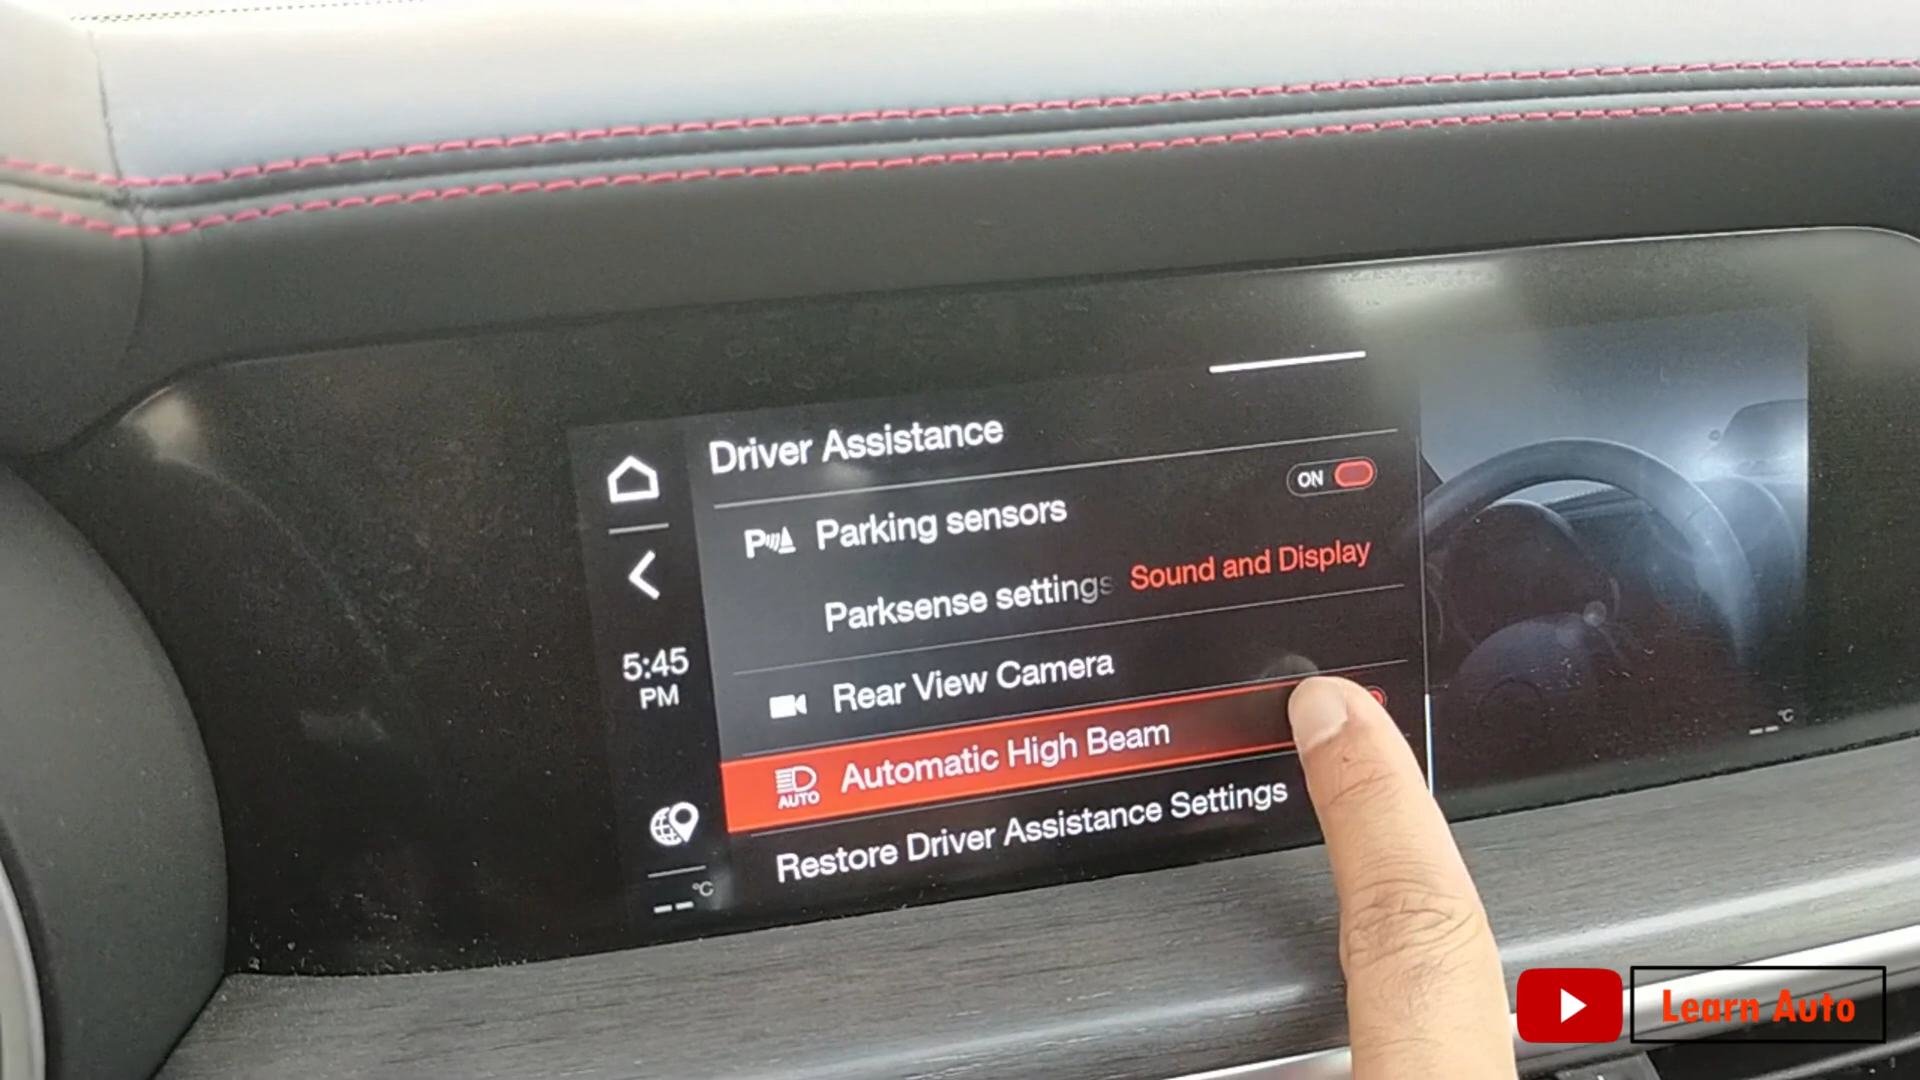 Driver Assistance
ON
P Parking sensors
Parksense settings Sound and Display
5:45
PM
Rear View Camera
AUTO Automatic High Beam
Restore Driver Assistance Settings
-- °C
-- °C
Learn Auto